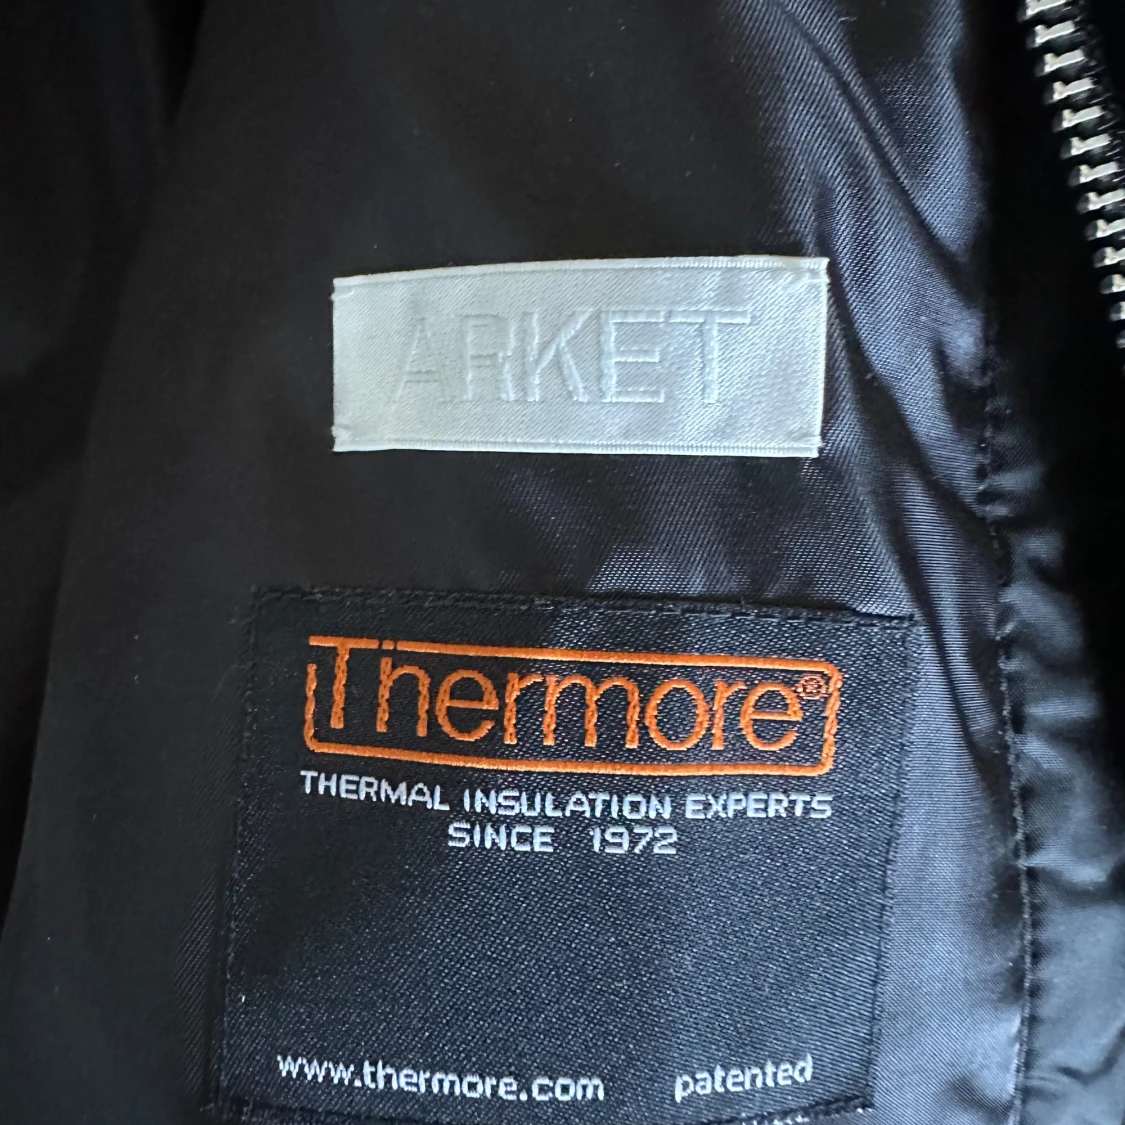 ARKET
Thermore®
THERMAL INSULATION EXPERTS
SINCE 1972
www.thermore.com patented